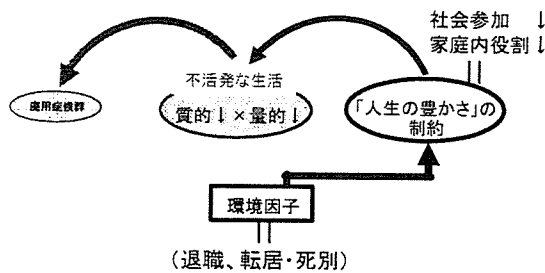 社会参加 ↓
家庭内役割↓
不活発な生活
質的↓×量的↓
廃用症候群
「人生の豊かさ」の
制約
環境因子
(退職、転居・死別)